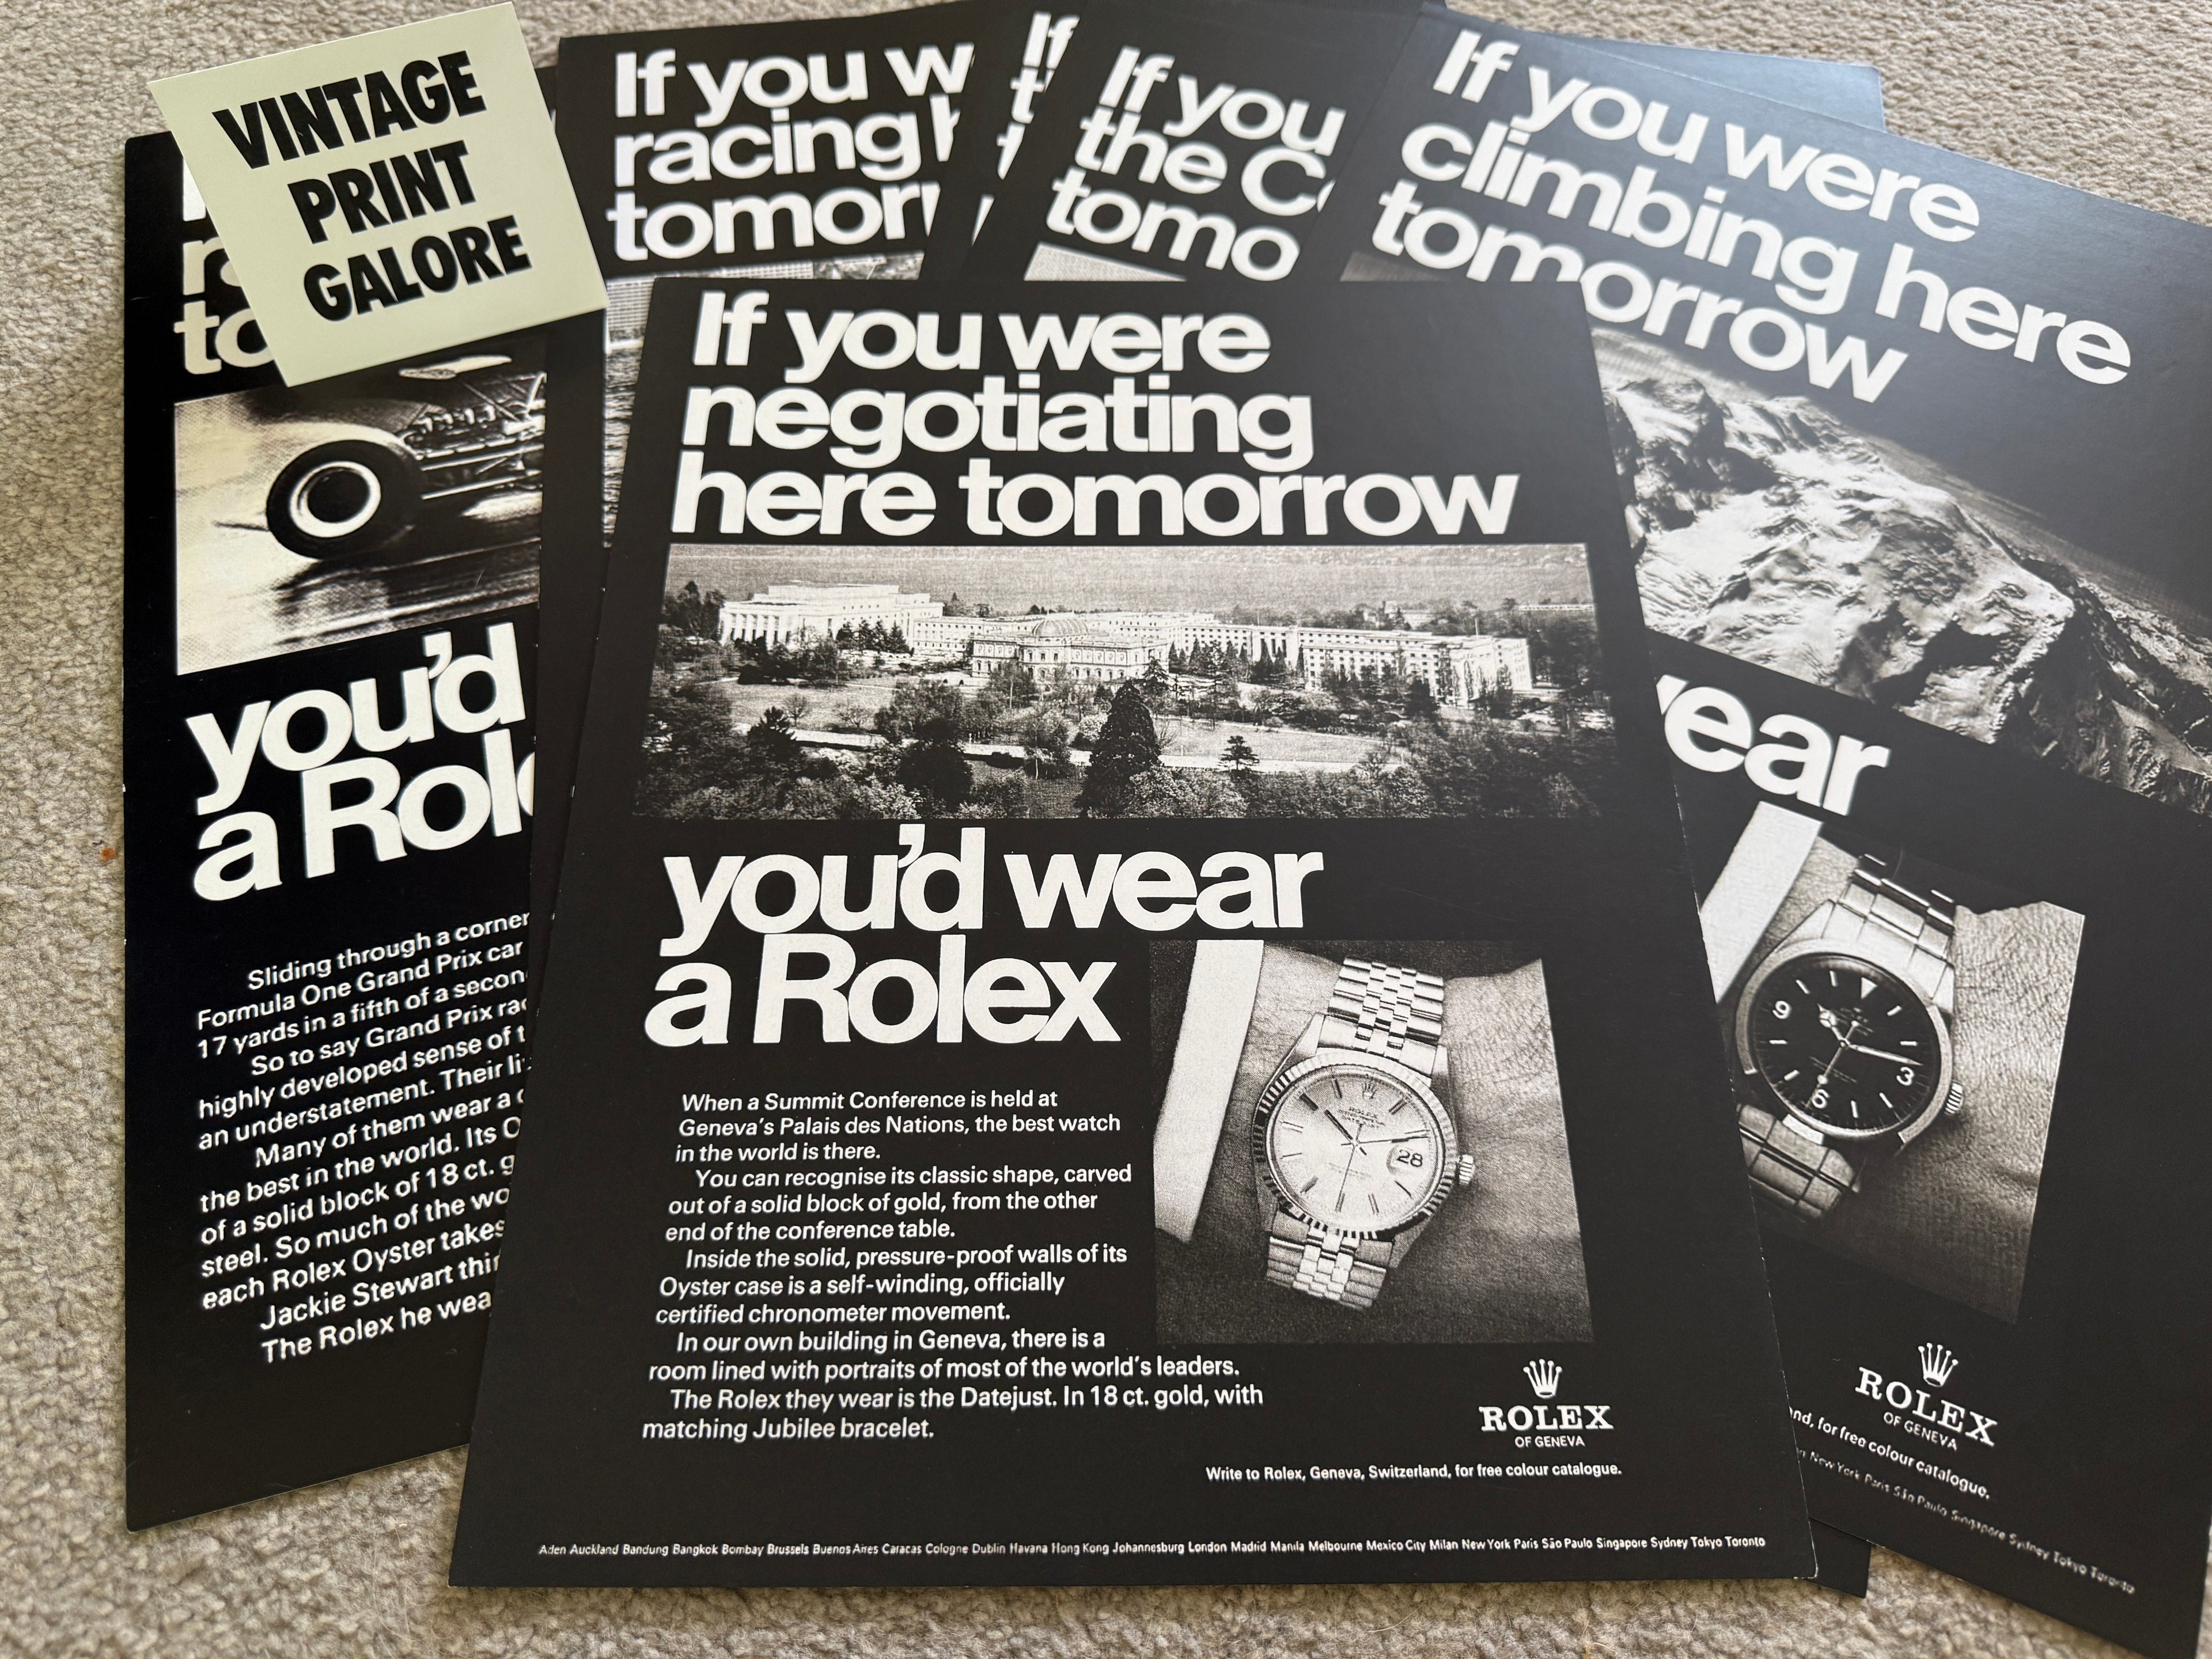 VINTAGE
PRINT
GALORE
to
you'd
Sliding through a corner
Formula One Grand Prix car
17 yards in a fifth of a
So to say Grand Prix
highly developed sense of
an understatement. Their
Many of them wear a
the best in the world. Its
of a solid block of 18 ct.
steel. So much of the
each Rolex Oyster takes
Jackie Stewart
The Rolex he
If you
racing
If
If you
the
If you were
climbing here
tomorrow
ROLEX
OF GENEVA
for free colour catalogue.
New York Paris São Paulo Singapore Sydney Tokyo Toronto
If you were
negotiating
here tomorrow
you'd wear
a Rolex
When a Summit Conference is held at
Geneva's Palais des Nations, the best watch
in the world is there.
You can recognise its classic shape, carved
out of a solid block of gold, from the other
end of the conference table.
Inside the solid, pressure-proof walls of its
Oyster case is a self-winding, officially
certified chronometer movement.
In our own building in Geneva, there is a
room lined with portraits of most of the world's leaders.
The Rolex they wear is the Datejust. In 18 ct. gold, with
matching Jubilee bracelet.
28
9
3
6
ROLEX
OF GENEVA
Write to Rolex, Geneva, Switzerland, for free colour catalogue.
Aden Auckland Bandung Bangkok Bombay Brussels Buenos Aires Caracas Cologne Dublin Havana Hong Kong Johannesburg London Madrid Manila Melbourne Mexico City Milan New York Paris São Paulo Singapore Sydney Tokyo Toronto